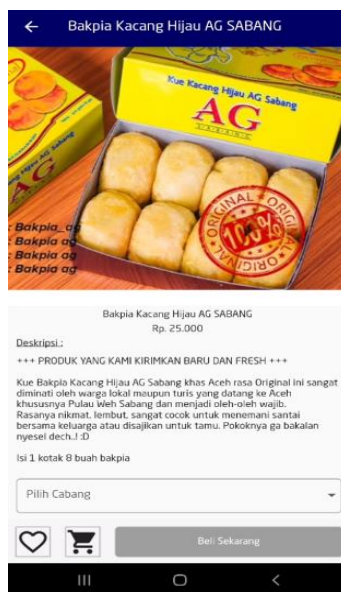 Bakpia Kacang Hijau AG SABANG
Kue Kacang Hijau AG Sabang
AG
SABANG
AG
: Bakpia_ag
: Bakpia ag
: Bakpia ag
: Bakpia ag
ORIGINAL
100%
ORIGINAL
Bakpia Kacang Hijau AG SABANG
Rp. 25.000
Deskripsi :
+++ PRODUK YANG KAMI KIRIMKAN BARU DAN FRESH +++
Kue Bakpia Kacang Hijau AG Sabang khas Aceh rasa Original ini sangat
diminati oleh warga lokal maupun turis yang datang ke Aceh
khususnya Pulau Weh Sabang dan menjadi oleh-oleh wajib.
Rasanya nikmat, lembut, sangat cocok untuk menemani santai
bersama keluarga atau disajikan untuk tamu. Pokoknya ga bakalan
nyesel dech..! :D
Isi 1 kotak 8 buah bakpia
Pilih Cabang
Beli Sekarang